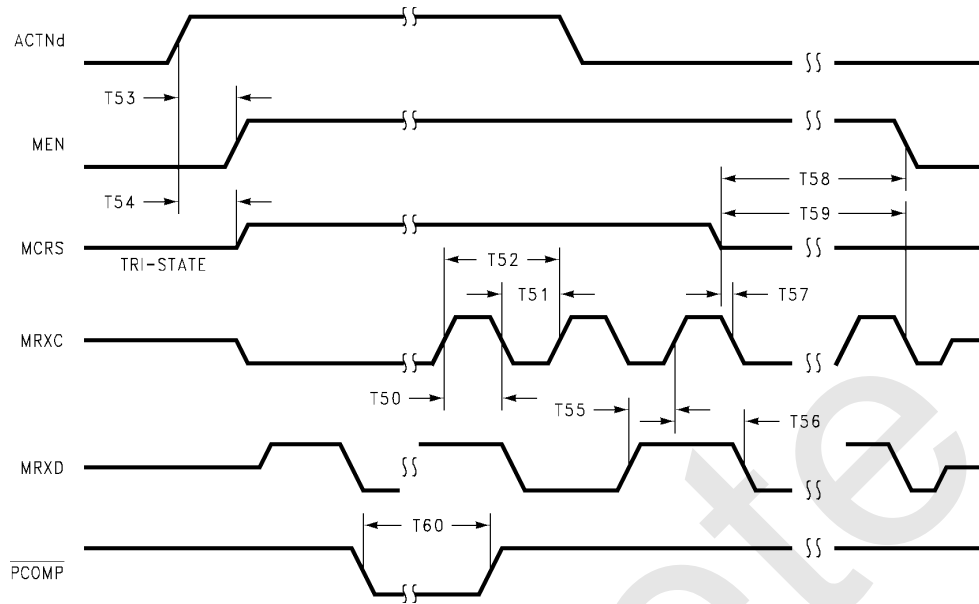 ACTNd
T53
MEN
T54
T58
T59
MCRS
TRI-STATE
T52
T51
T57
MRXC
T50
T55
T56
MRXD
T60
PCOMP